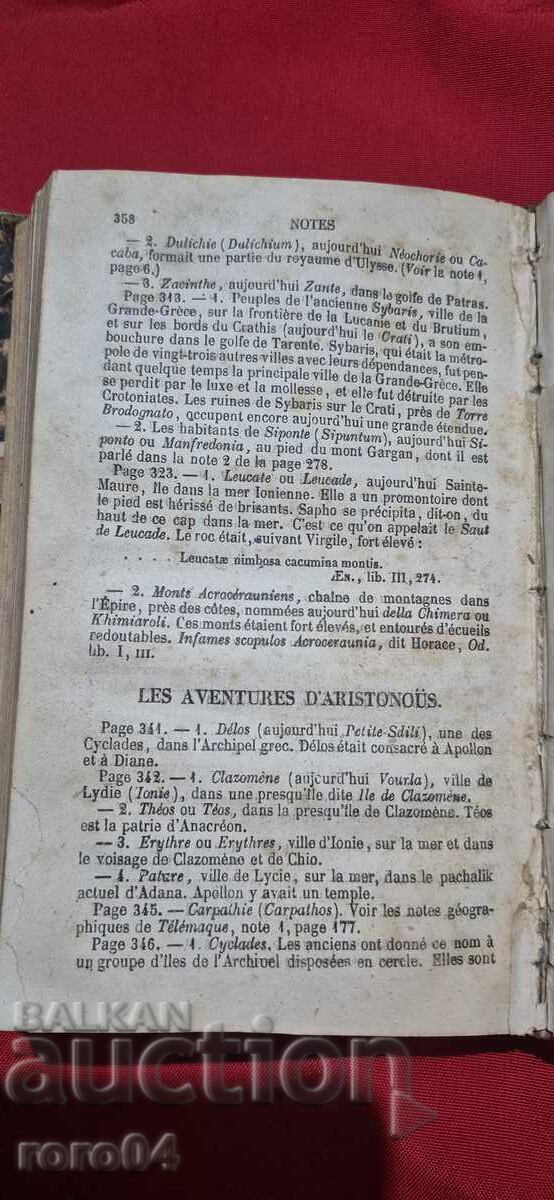 358
NOTES
— 2. Dulichie (Dulichium), aujourd'hui Néochorie ou Ca-
caba, formait une partie du royaume d'Ulysse. (Voir la note 1,
page 6.)
— 3. Zacinthe, aujourd'hui Zante, dans le golfe de Patras.
Page 313. — 1. Peuples de l'ancienne Sybaris, ville de la
Grande-Grèce, sur la frontière de la Lucanie et du Brutium,
et sur les bords du Crathis (aujourd'hui le Crati), a son em-
bouchure dans le golfe de Tarente. Sybaris, qui était la métro-
pole de vingt-trois autres villes avec leurs dépendances, fut pen-
dant quelque temps la principale ville de la Grande-Grèce. Elle
se perdit par le luxe et la mollesse, et elle fut détruite par les
Crotoniates. Les ruines de Sybaris sur le Crati, près de Torre
Brodognato, occupent encore aujourd'hui une grande étendue.
— 2. Les habitants de Siponte (Sipuntum), aujourd'hui Si-
ponto ou Manfredonia, au pied du mont Gargan, dont il est
parlé dans la note 2 de la page 278.
Page 323. — 1. Leucate ou Leucade, aujourd'hui Sainte-
Maure, île dans la mer Ionienne. Elle a un promontoire dont
le pied est hérissé de brisants. Sapho se précipita, dit-on, du
haut de ce cap dans la mer. C'est ce qu'on appelait le Saut
de Leucade. Le roc était, suivant Virgile, fort élevé :
. . . . . Leucatæ nimbosa cacumina montis.
Æn., lib. III, 274.
— 2. Monts Acrocérauniens, chaîne de montagnes dans
l'Épire, près des côtes, nommées aujourd'hui della Chimera ou
Khimiaroli. Ces monts étaient fort élevés, et entourés d'écueils
redoutables. Infames scopulos Acroceraunia, dit Horace, Od.
lib. I, III.
LES AVENTURES D'ARISTONOÜS.
Page 341. — 1. Délos (aujourd'hui Petite-Sdili), une des
Cyclades, dans l'Archipel grec. Délos était consacré à Apollon
et à Diane.
Page 342. — 1. Clazomène (aujourd'hui Vourla), ville de
Lydie (Ionie), dans une presqu'île dite Ile de Clazomène.
— 2. Théos ou Téos, dans la presqu'île de Clazomène. Téos
est la patrie d'Anacréon.
— 3. Erythre ou Erythres, ville d'Ionie, sur la mer et dans
le voisage de Clazomène et de Chio.
— 4. Patare, ville de Lycie, sur la mer, dans le pachalik
actuel d'Adana. Apollon y avait un temple.
Page 345. — Carpathie (Carpathos). Voir les notes géogra-
phiques de Télémaque, note 1, page 177.
Page 346. — 1. Cyclades. Les anciens ont donné ce nom à
un groupe d'îles de l'Archipel disposées en cercle. Elles sont
BALKAN
auction
roro04